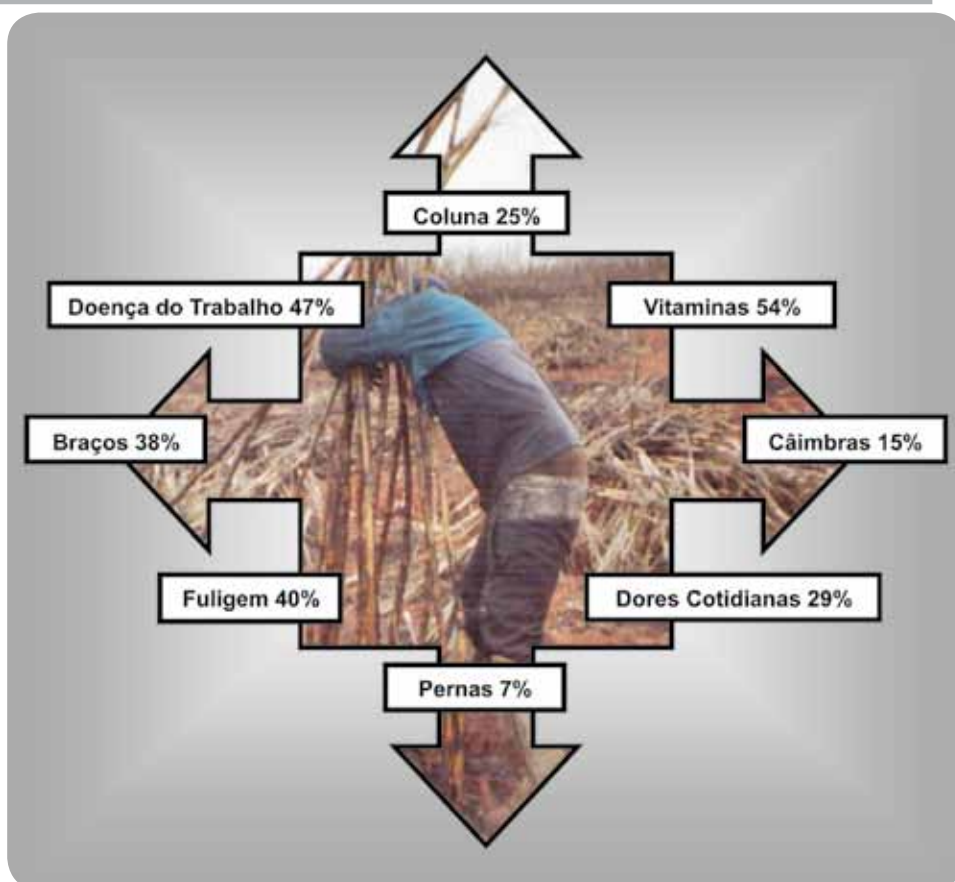 Coluna 25%
Doença do Trabalho 47%
Vitaminas 54%
Braços 38%
Câimbras 15%
Fuligem 40%
Dores Cotidianas 29%
Pernas 7%